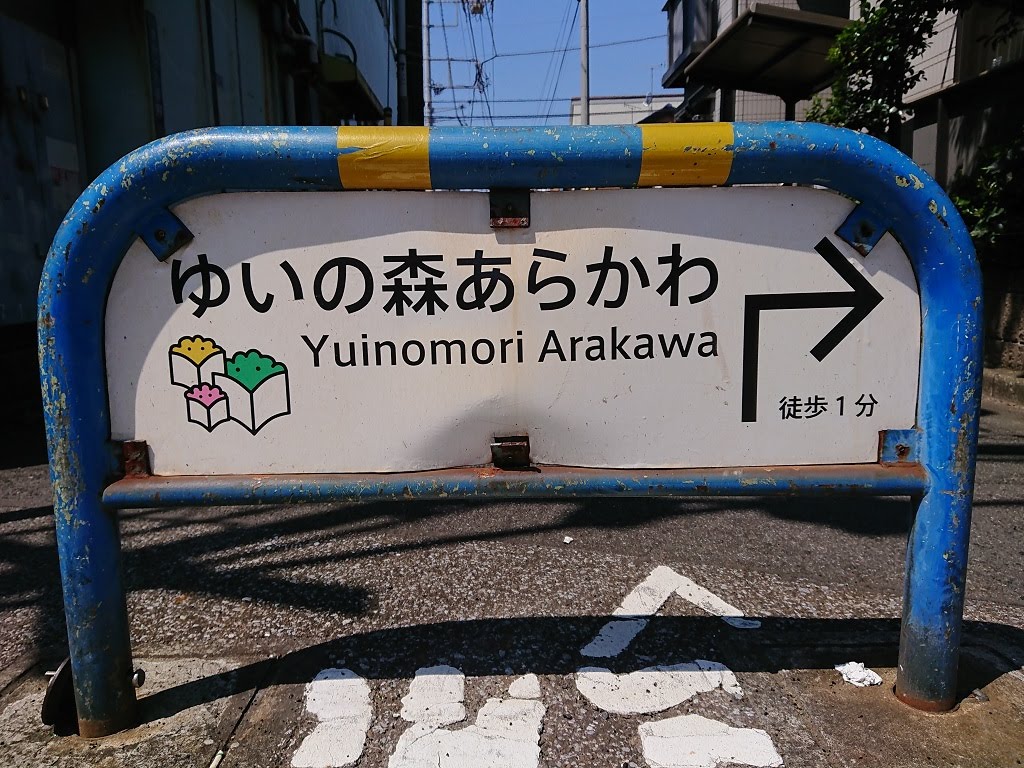 ゆいの森あらかわ
Yuinomori Arakawa
徒歩1分